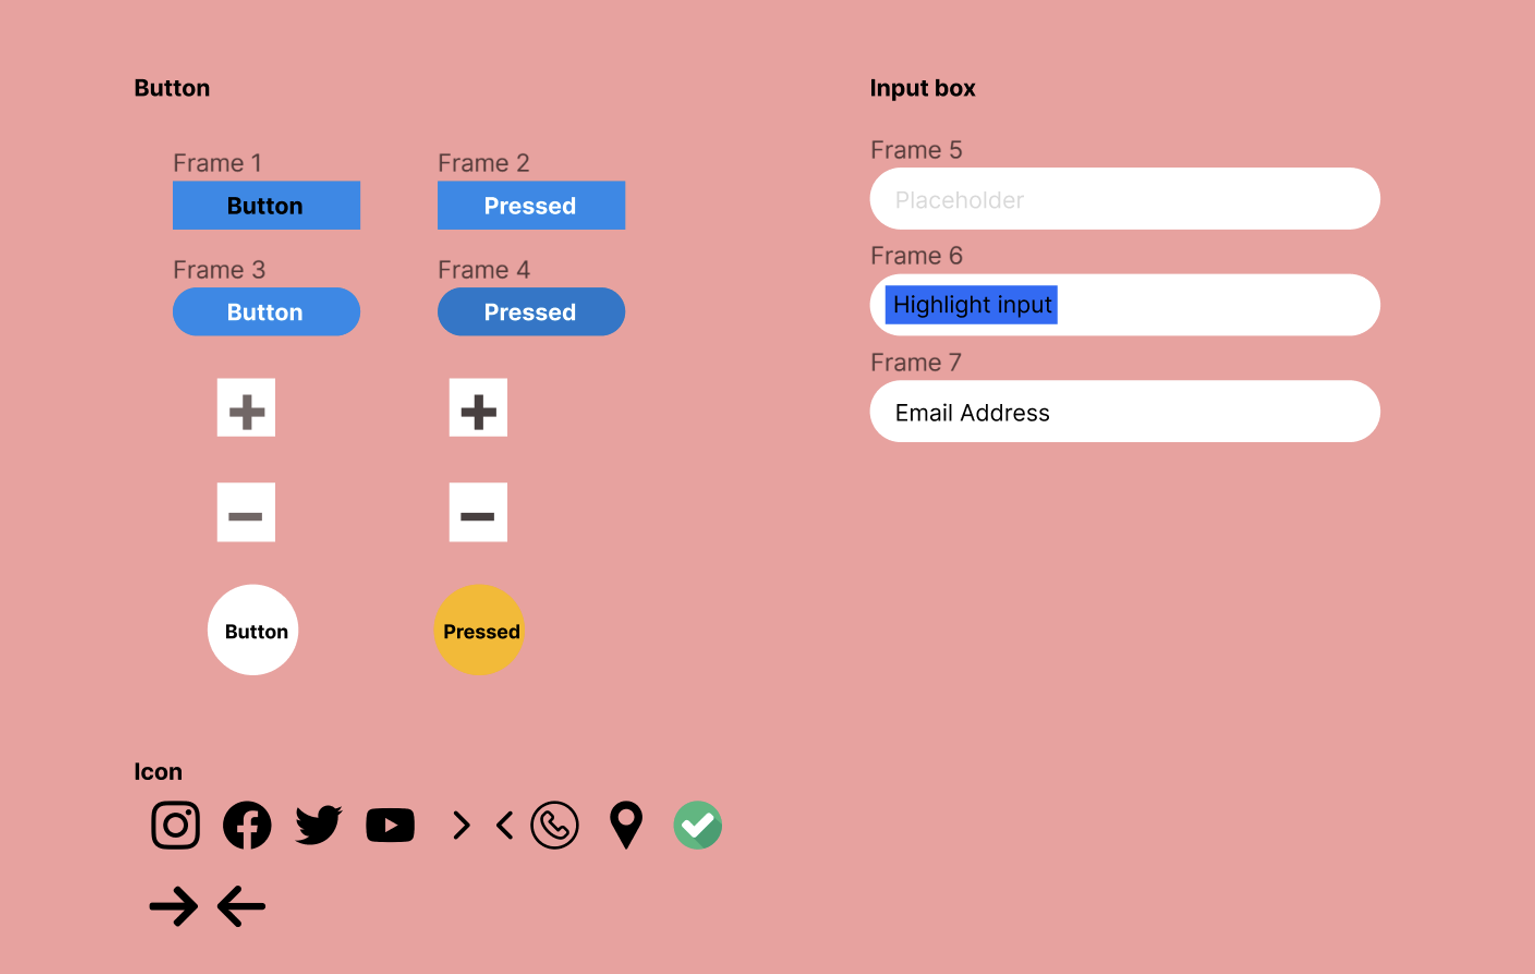 Button
Frame 1
Button
Frame 2
Pressed
Frame 3
Button
Frame 4
Pressed
Button
Pressed
Input box
Frame 5
Placeholder
Frame 6
Highlight input
Frame 7
Email Address
Icon